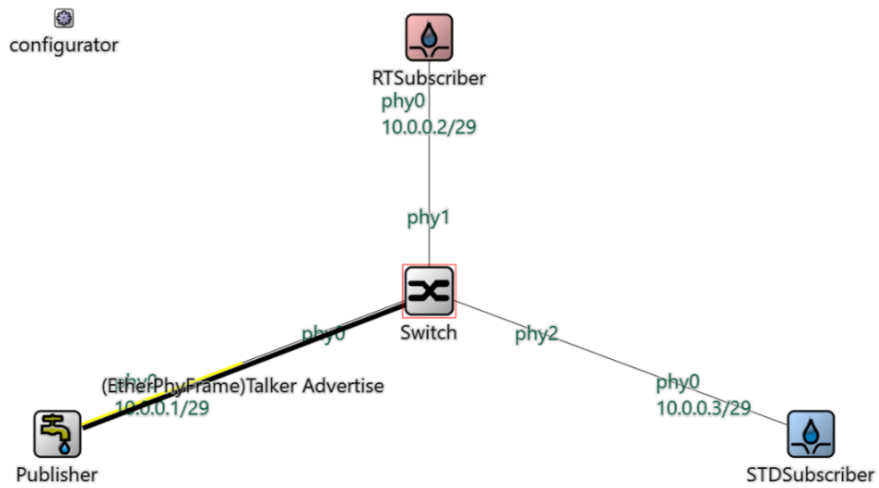 configurator
RTSubscriber
phy0
10.0.0.2/29
phy1
Switch
phy0
phy2
phy0
(EtherPhyFrame)Talker Advertise
10.0.0.1/29
phy0
10.0.0.3/29
Publisher
STDSubscriber